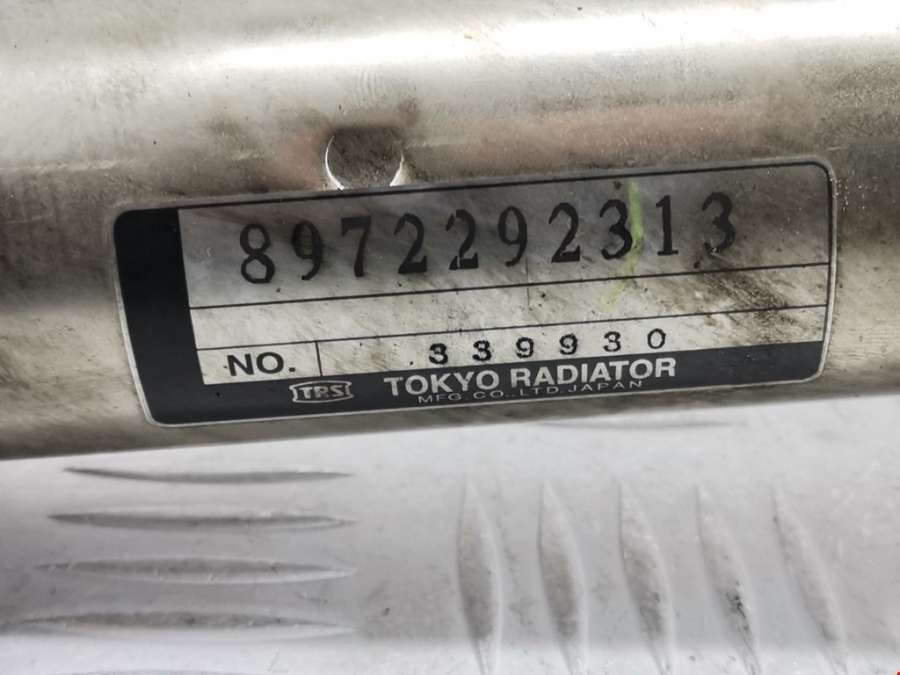 8972292313
NO. 339930
TRS TOKYO RADIATOR
MFG.CO.,LTD.JAPAN